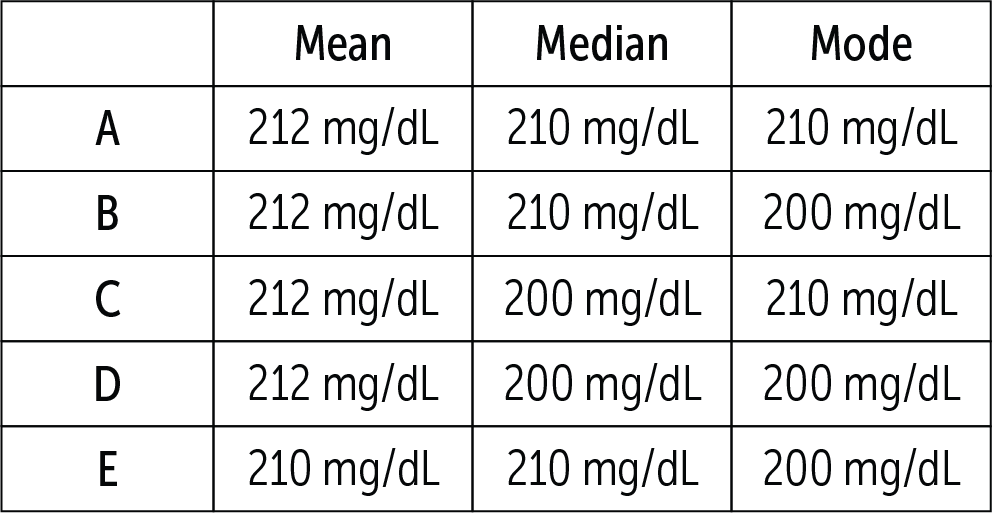 Mean Median Mode
A 212 mg/dL 210 mg/dL 210 mg/dL
B 212 mg/dL 210 mg/dL 200 mg/dL
C 212 mg/dL 200 mg/dL 210 mg/dL
D 212 mg/dL 200 mg/dL 200 mg/dL
E 210 mg/dL 210 mg/dL 200 mg/dL